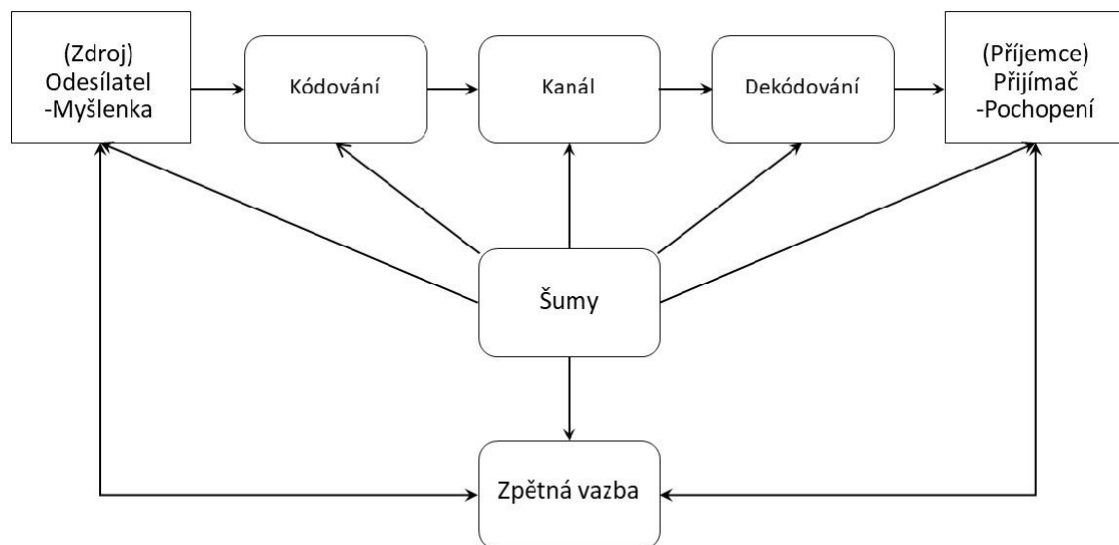 (Zdroj)
Odesílatel
-Myšlenka
Kódování
Kanál
Dekódování
(Příjemce)
Přijímač
-Pochopení
Šumy
Zpětná vazba